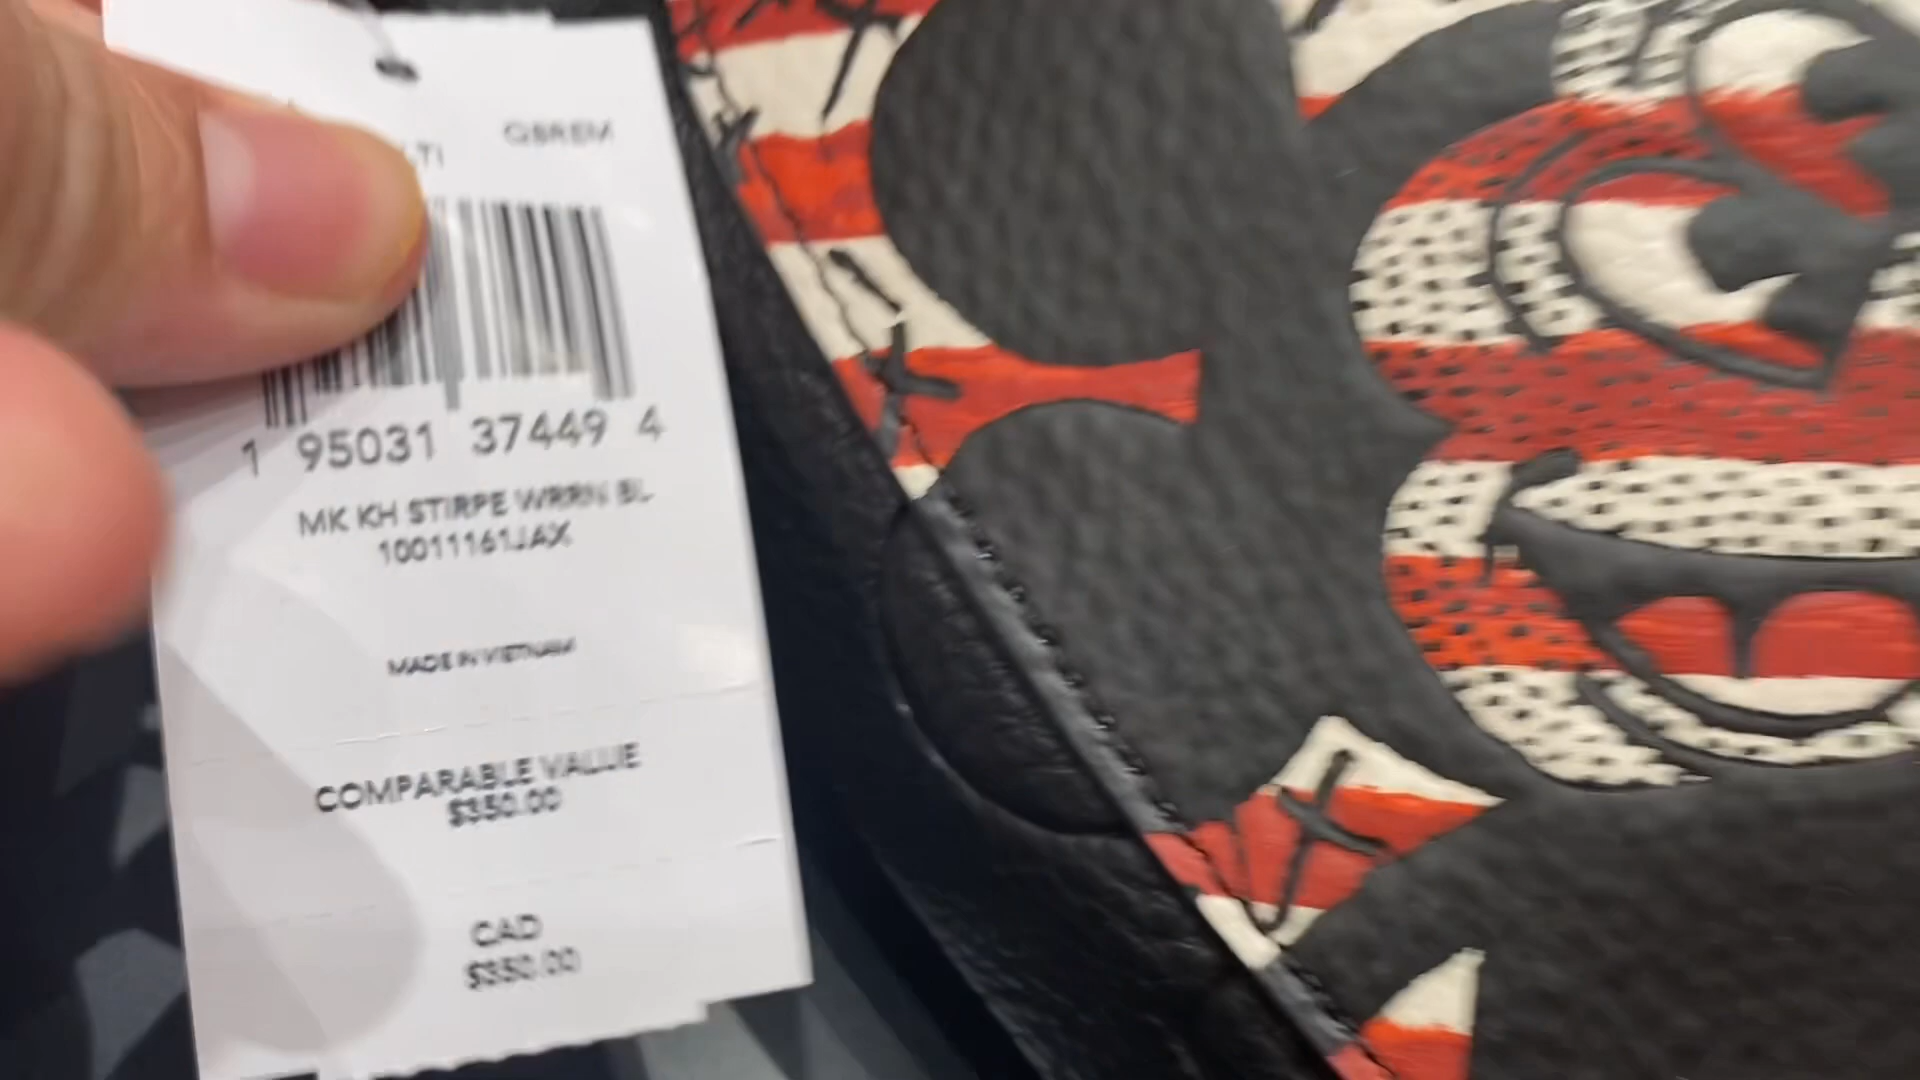 QSREM
1 95031 37449 4
MK KH STIRPE WRRN BL
10011161JAX
MADE IN VIETNAM
COMPARABLE VALUE
$350.00
CAD
$350.00